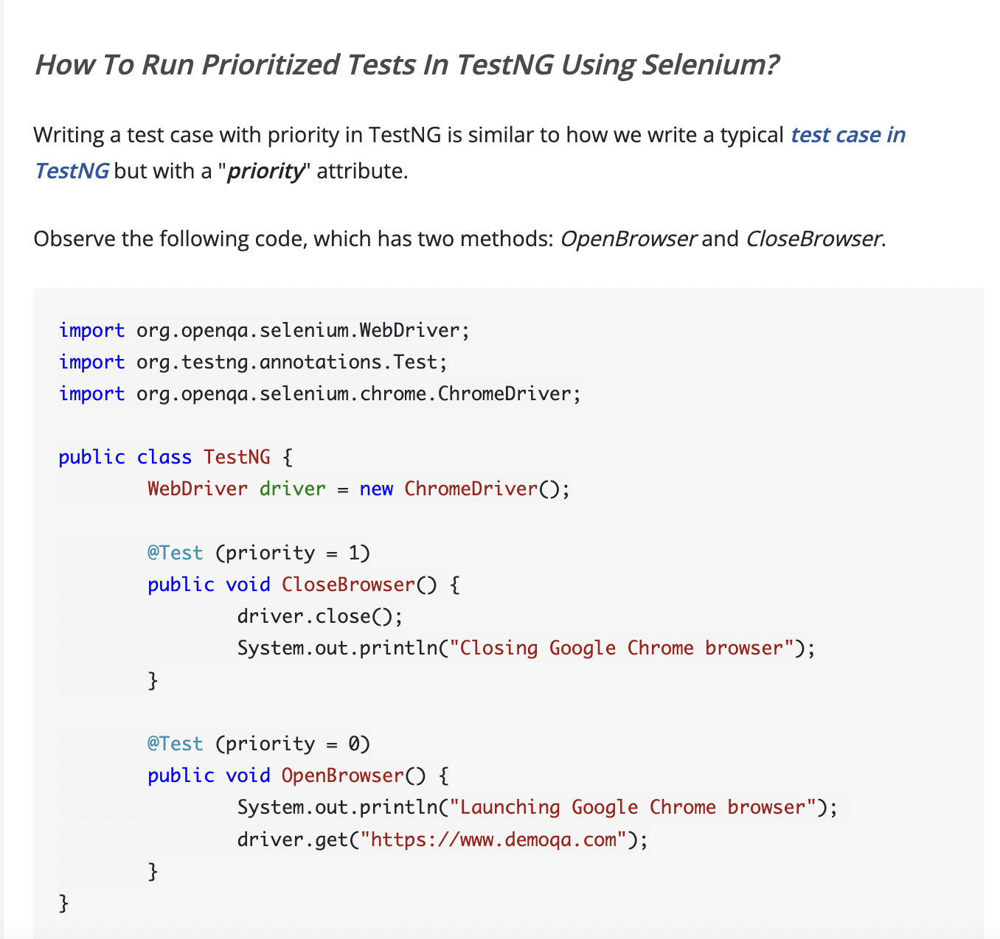 How To Run Prioritized Tests In TestNG Using Selenium?
Writing a test case with priority in TestNG is similar to how we write a typical test case in
TestNG but with a "priority" attribute.
Observe the following code, which has two methods: OpenBrowser and CloseBrowser.
import org.openqa.selenium.WebDriver;
import org.testng.annotations.Test;
import org.openqa.selenium.chrome.ChromeDriver;
public class TestNG {
        WebDriver driver = new ChromeDriver();
        @Test (priority = 1)
        public void CloseBrowser() {
                driver.close();
                System.out.println("Closing Google Chrome browser");
        }
        @Test (priority = 0)
        public void OpenBrowser() {
                System.out.println("Launching Google Chrome browser");
                driver.get("https://www.demoqa.com");
        }
}